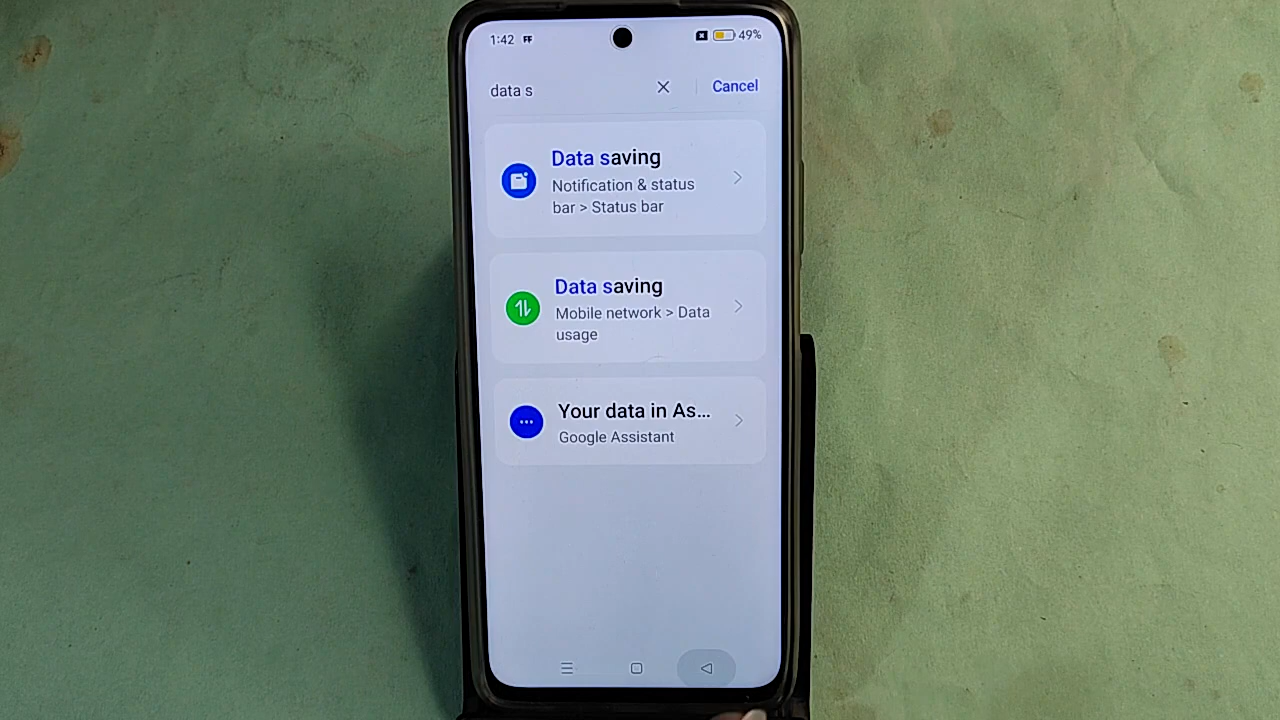 1:42 FF 49%
data s Cancel
Data saving
Notification & status
bar > Status bar
Data saving
Mobile network > Data
usage
Your data in As...
Google Assistant